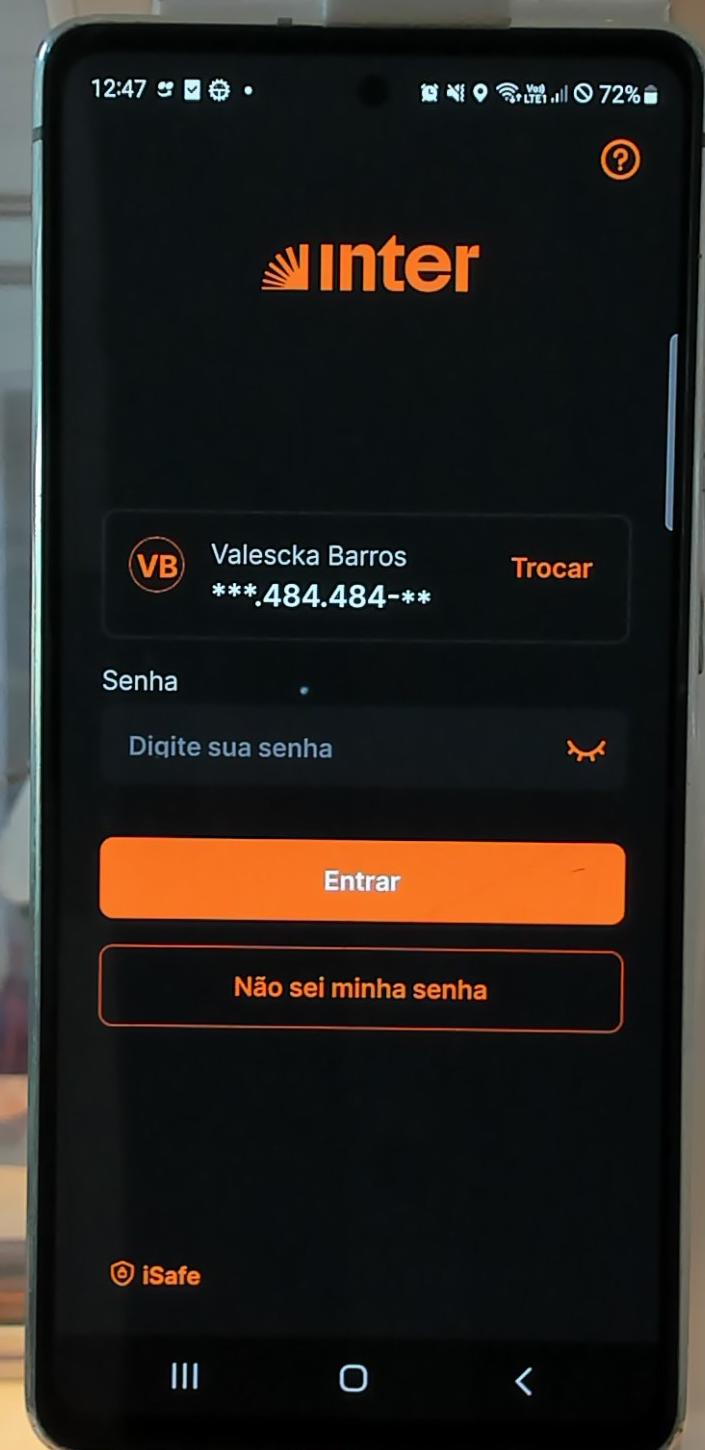 12:47 72%
?
inter
VB Valescka Barros Trocar
***.484.484-**
Senha
Digite sua senha
Entrar
Não sei minha senha
iSafe